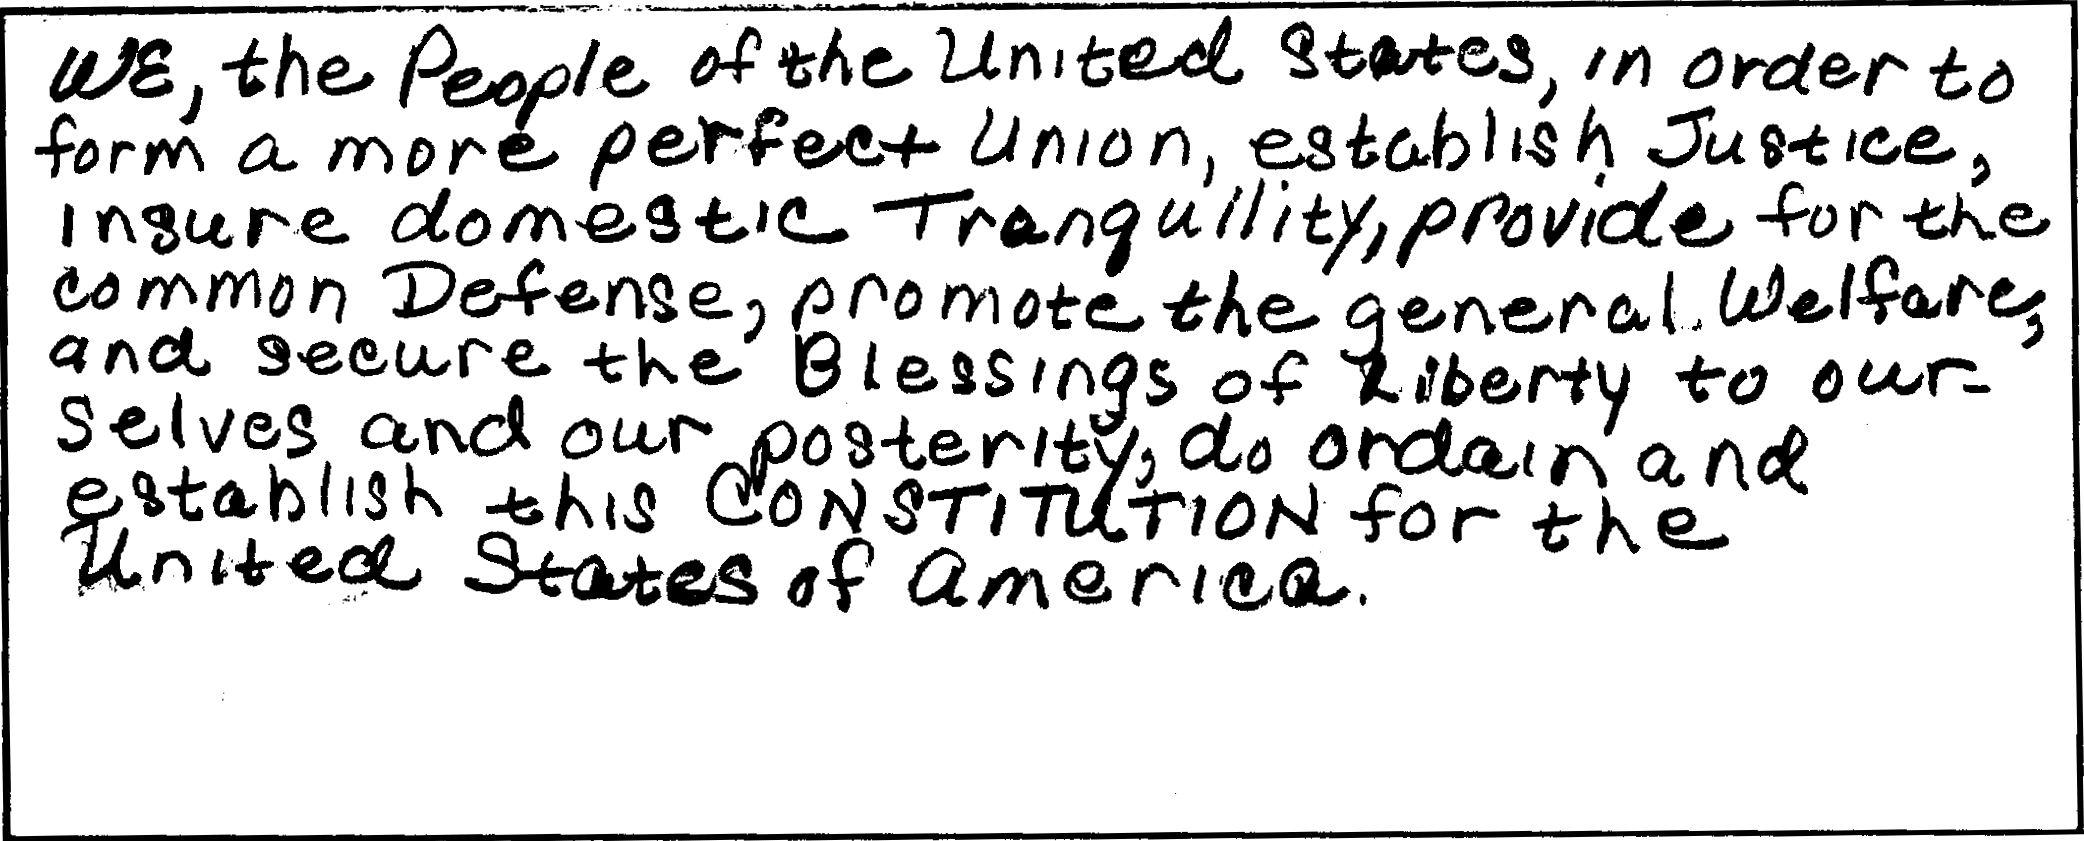 WE, the People of the United States, in order to
form a more perfect Union, establish Justice,
insure domestic Tranquility, provide for the
common Defense, promote the general Welfare,
and secure the Blessings of Liberty to our-
selves and our posterity, do ordain and
establish this CONSTITUTION for the
United States of america.